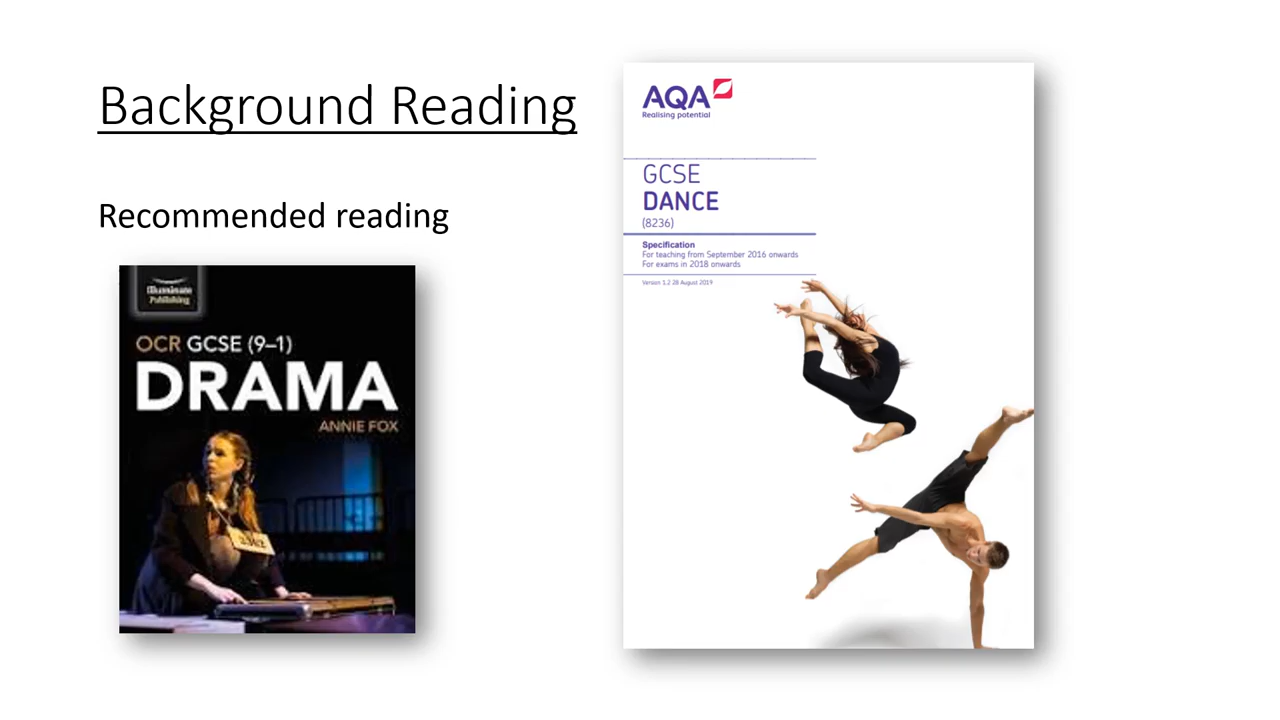 Background Reading
Recommended reading
Illuminate
Publishing
OCR GCSE (9–1)
DRAMA
ANNIE FOX
AQA
Realising potential
GCSE
DANCE
(8236)
Specification
For teaching from September 2016 onwards
For exams in 2018 onwards
Version 1.2 28 August 2019